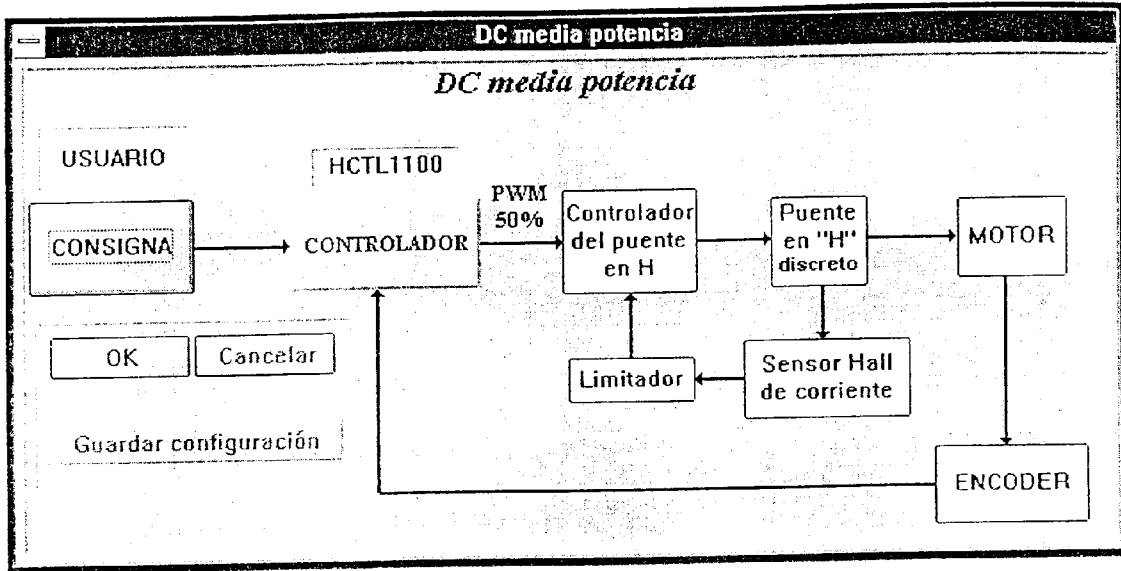 DC media potencia
DC media potencia
USUARIO
HCTL1100
PWM
50%
CONSIGNA
CONTROLADOR
Controlador
del puente
en H
Puente
en "H"
discreto
MOTOR
OK
Cancelar
Limitador
Sensor Hall
de corriente
Guardar configuración
ENCODER